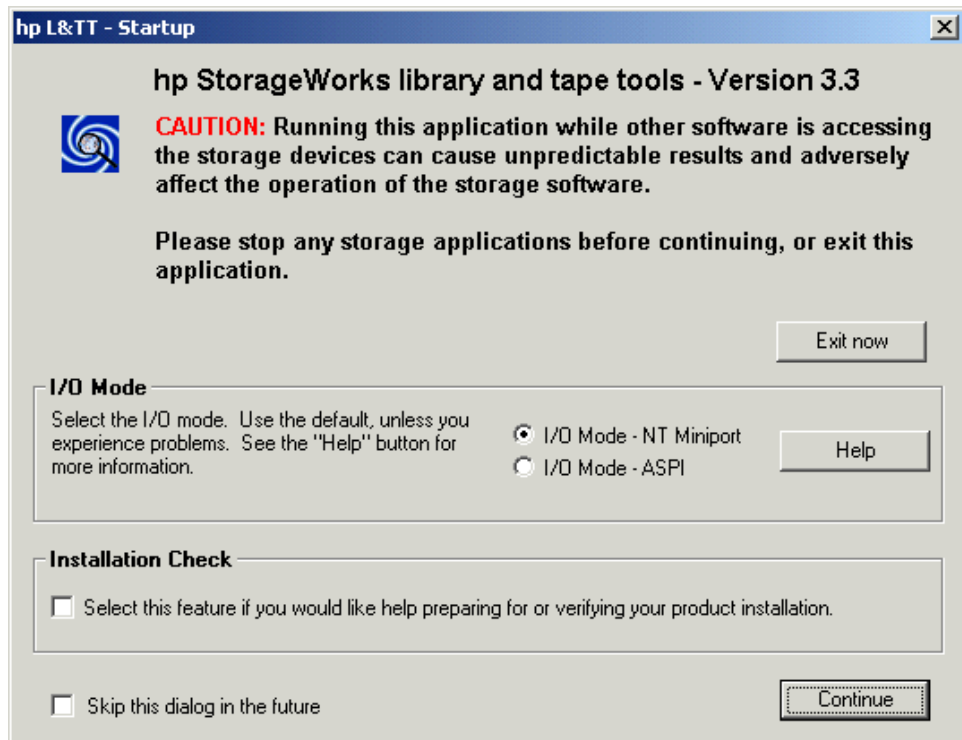 hp L&TT - Startup
hp StorageWorks library and tape tools - Version 3.3
CAUTION: Running this application while other software is accessing
the storage devices can cause unpredictable results and adversely
affect the operation of the storage software.
Please stop any storage applications before continuing, or exit this
application.
Exit now
I/O Mode
Select the I/O mode. Use the default, unless you
experience problems. See the "Help" button for
more information.
I/O Mode - NT Miniport
I/O Mode - ASPI
Help
Installation Check
Select this feature if you would like help preparing for or verifying your product installation.
Skip this dialog in the future
Continue